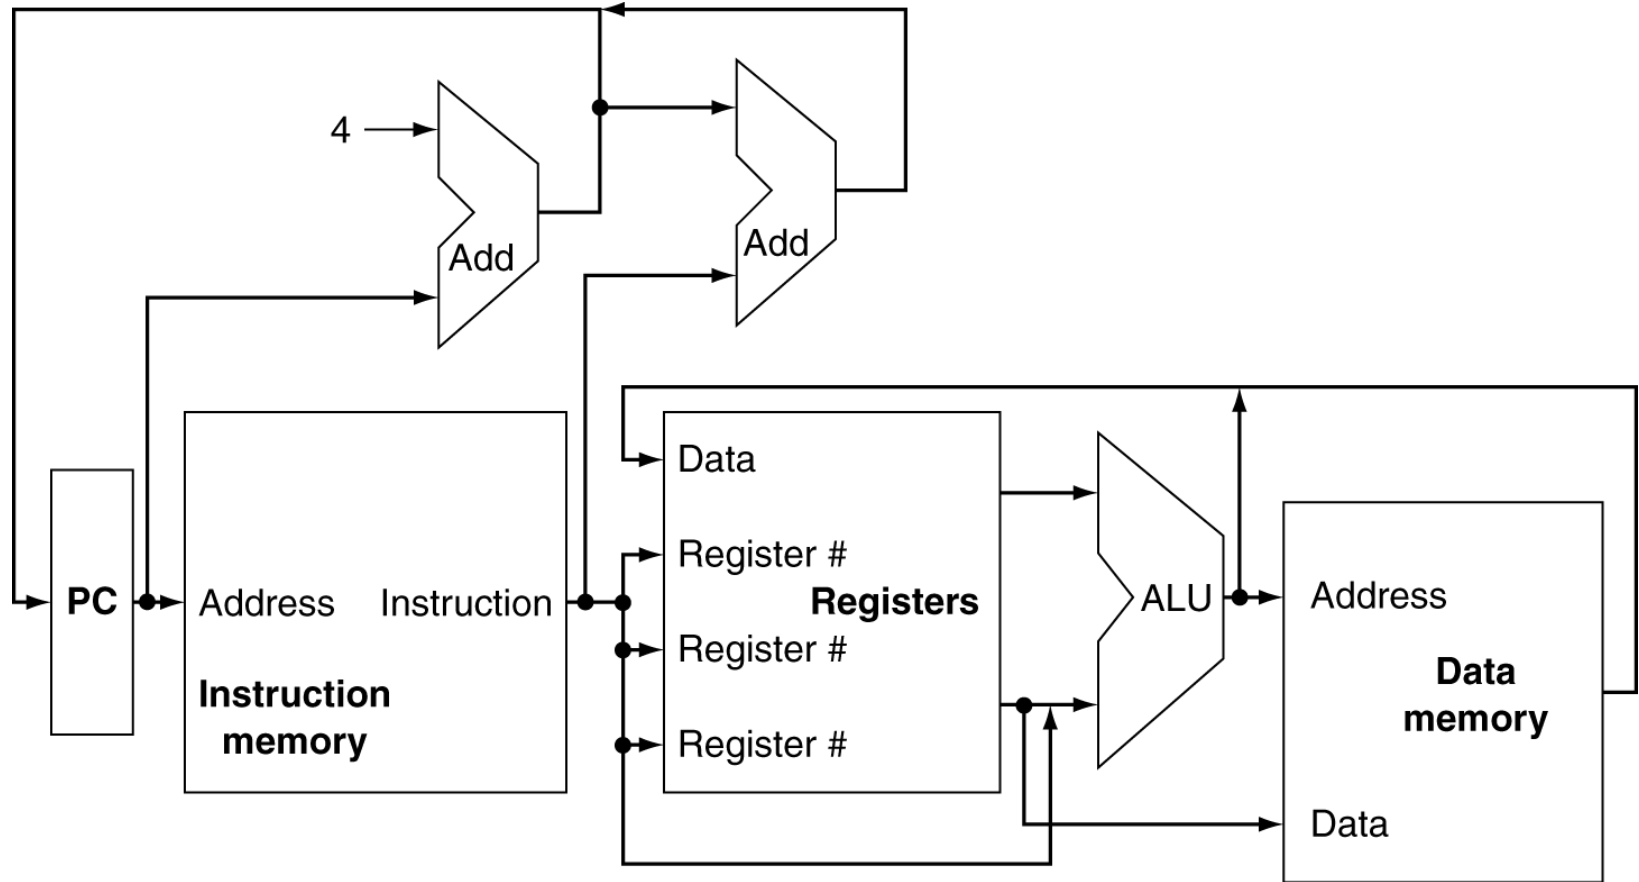 4
Add
Add
PC
Address
Instruction
Instruction
memory
Data
Register #
Registers
Register #
Register #
ALU
Address
Data
memory
Data